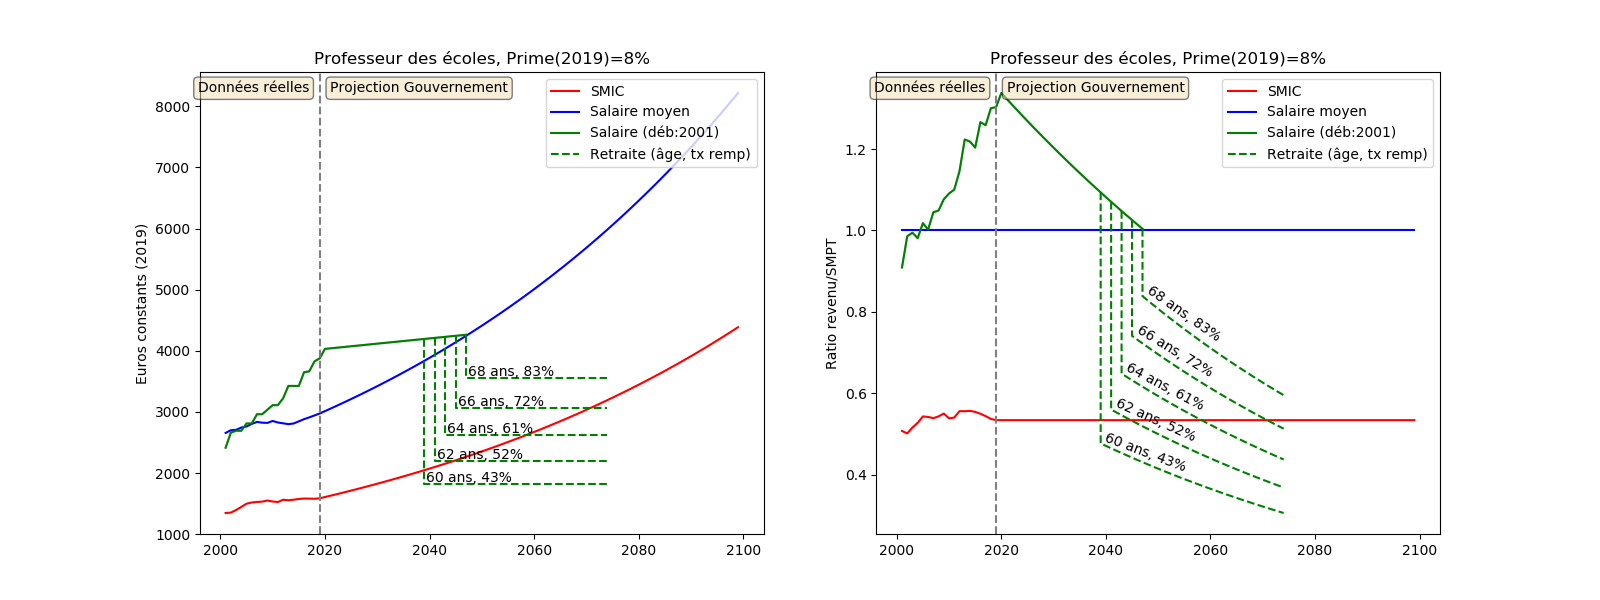 Professeur des écoles, Prime(2019)=8%
Données réelles
Projection Gouvernement
SMIC
Salaire moyen
Salaire (déb:2001)
Retraite (âge, tx remp)
Euros constants (2019)
8000
7000
6000
5000
4000
3000
2000
1000
68 ans, 83%
66 ans, 72%
64 ans, 61%
62 ans, 52%
60 ans, 43%
2000
2020
2040
2060
2080
2100
Professeur des écoles, Prime(2019)=8%
Données réelles
Projection Gouvernement
SMIC
Salaire moyen
Salaire (déb:2001)
Retraite (âge, tx remp)
Ratio revenu/SMPT
1.2
1.0
0.8
0.6
0.4
68 ans, 83%
66 ans, 72%
64 ans, 61%
62 ans, 52%
60 ans, 43%
2000
2020
2040
2060
2080
2100